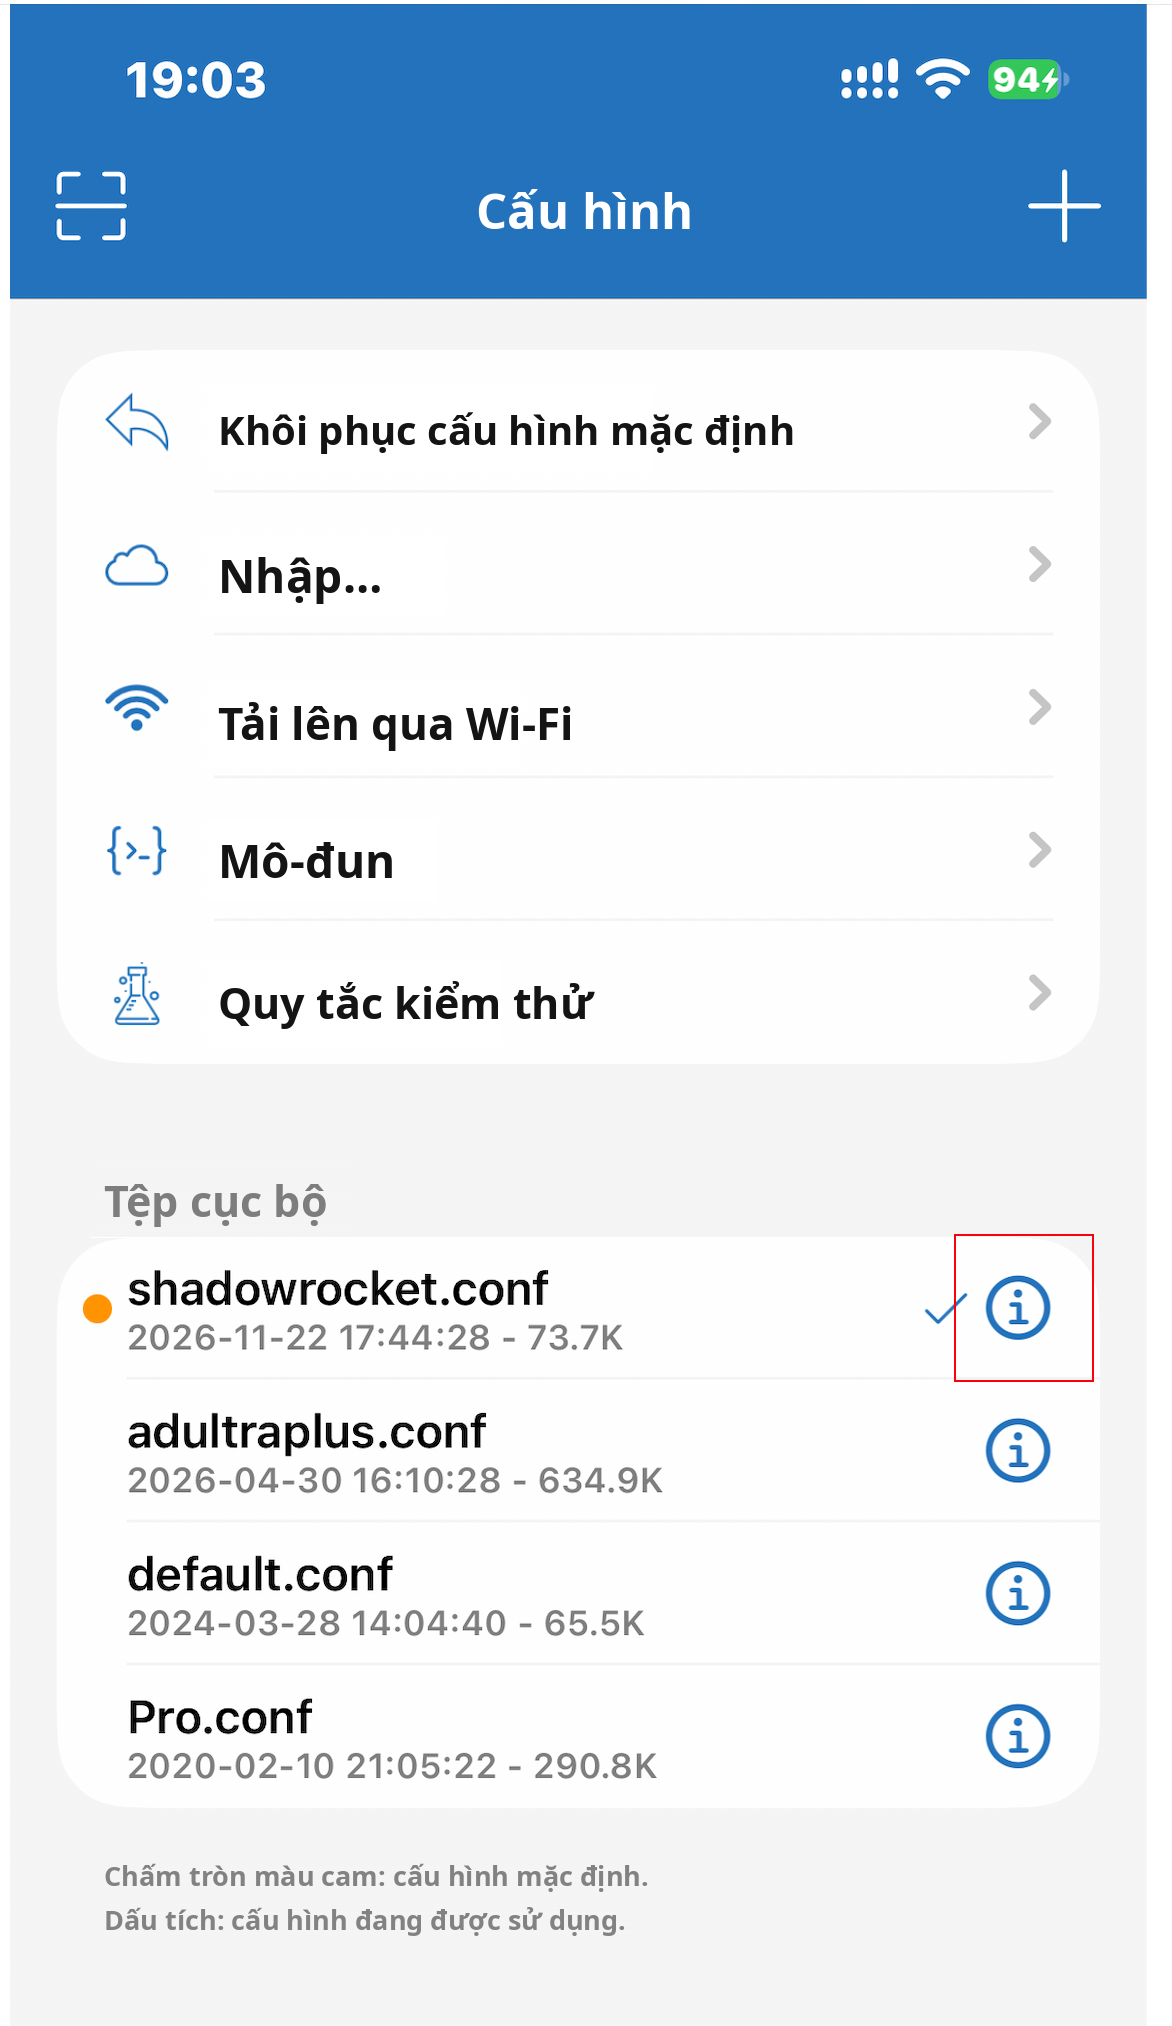 19:03
94
Cấu hình
Khôi phục cấu hình mặc định
Nhập...
Tải lên qua Wi-Fi
Mô-đun
Quy tắc kiểm thử
Tệp cục bộ
shadowrocket.conf
2026-11-22 17:44:28 - 73.7K
adultraplus.conf
2026-04-30 16:10:28 - 634.9K
default.conf
2024-03-28 14:04:40 - 65.5K
Pro.conf
2020-02-10 21:05:22 - 290.8K
Chấm tròn màu cam: cấu hình mặc định.
Dấu tích: cấu hình đang được sử dụng.